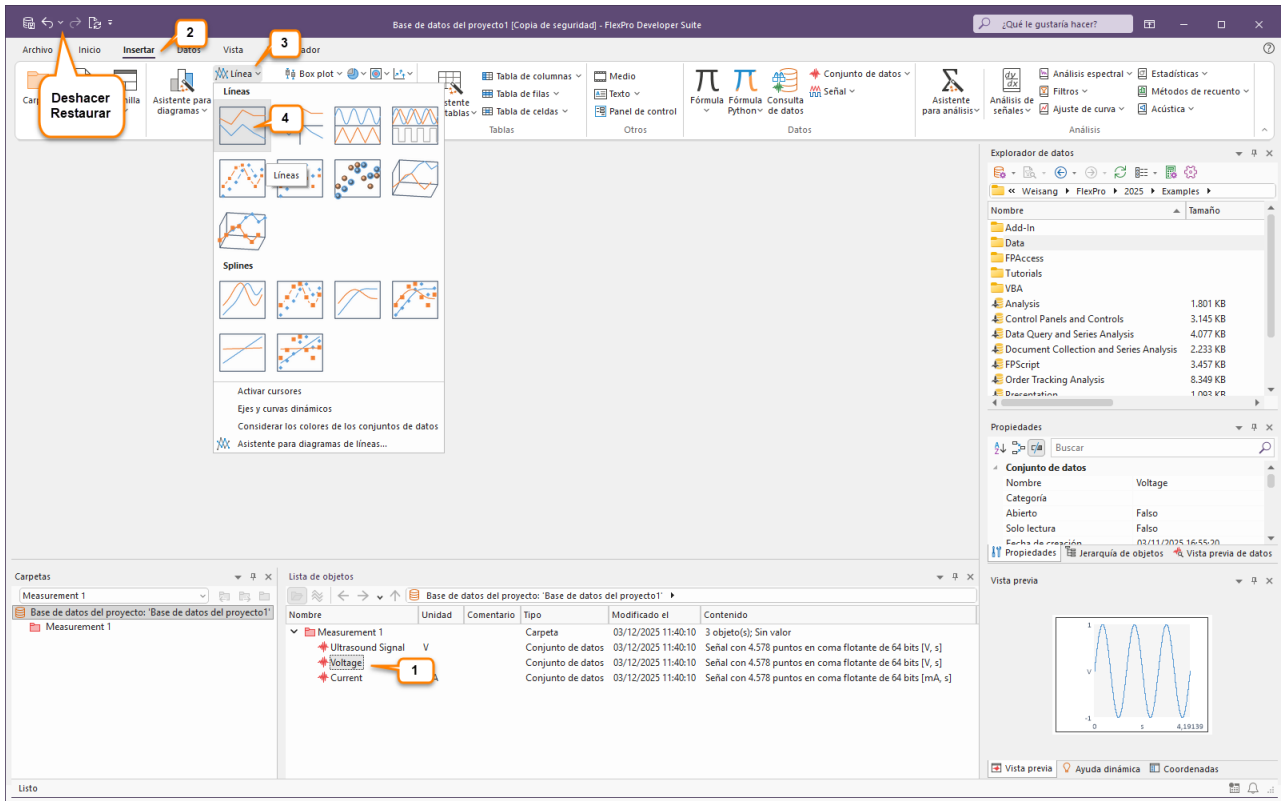 Base de datos del proyecto1 [Copia de seguridad] - FlexPro Developer Suite
¿Qué le gustaría hacer?
2
3
Archivo
Inicio
Insertar
Datos
Vista
Deshacer
Restaurar
Asistente para
diagramas
Línea
Box plot
Tabla de columnas
Tabla de filas
Tabla de celdas
Tablas
Medio
Texto
Panel de control
Otros
Fórmula
Fórmula
Python
Consulta
de datos
Conjunto de datos
Señal
Datos
Asistente
para análisis
dy
dx
Análisis de
señales
Análisis espectral
Filtros
Ajuste de curva
Estadísticas
Métodos de recuento
Acústica
Análisis
Líneas
4
Líneas
Splines
Activar cursores
Ejes y curvas dinámicos
Considerar los colores de los conjuntos de datos
Asistente para diagramas de líneas...
Explorador de datos
« Weisang FlexPro 2025 Examples
Nombre Tamaño
Add-In
Data
FPAccess
Tutorials
VBA
Analysis 1.801 KB
Control Panels and Controls 3.145 KB
Data Query and Series Analysis 4.077 KB
Document Collection and Series Analysis 2.233 KB
FPScript 3.457 KB
Order Tracking Analysis 8.349 KB
Presentation 1.093 KB
Propiedades
Buscar
Conjunto de datos
Nombre Voltage
Categoría
Abierto Falso
Solo lectura Falso
Fecha de creación 03/11/2025 16:55:20
Propiedades Jerarquía de objetos Vista previa de datos
Carpetas
Measurement 1
Base de datos del proyecto: 'Base de datos del proyecto1'
Measurement 1
Lista de objetos
Base de datos del proyecto: 'Base de datos del proyecto1'
Nombre Unidad Comentario Tipo Modificado el Contenido
Measurement 1 Carpeta 03/12/2025 11:40:10 3 objeto(s); Sin valor
Ultrasound Signal V Conjunto de datos 03/12/2025 11:40:10 Señal con 4.578 puntos en coma flotante de 64 bits [V, s]
Voltage Conjunto de datos 03/12/2025 11:40:10 Señal con 4.578 puntos en coma flotante de 64 bits [V, s]
1
Current Conjunto de datos 03/12/2025 11:40:10 Señal con 4.578 puntos en coma flotante de 64 bits [mA, s]
Vista previa
1
V
-1
0 s 4,19139
Vista previa Ayuda dinámica Coordenadas
Listo